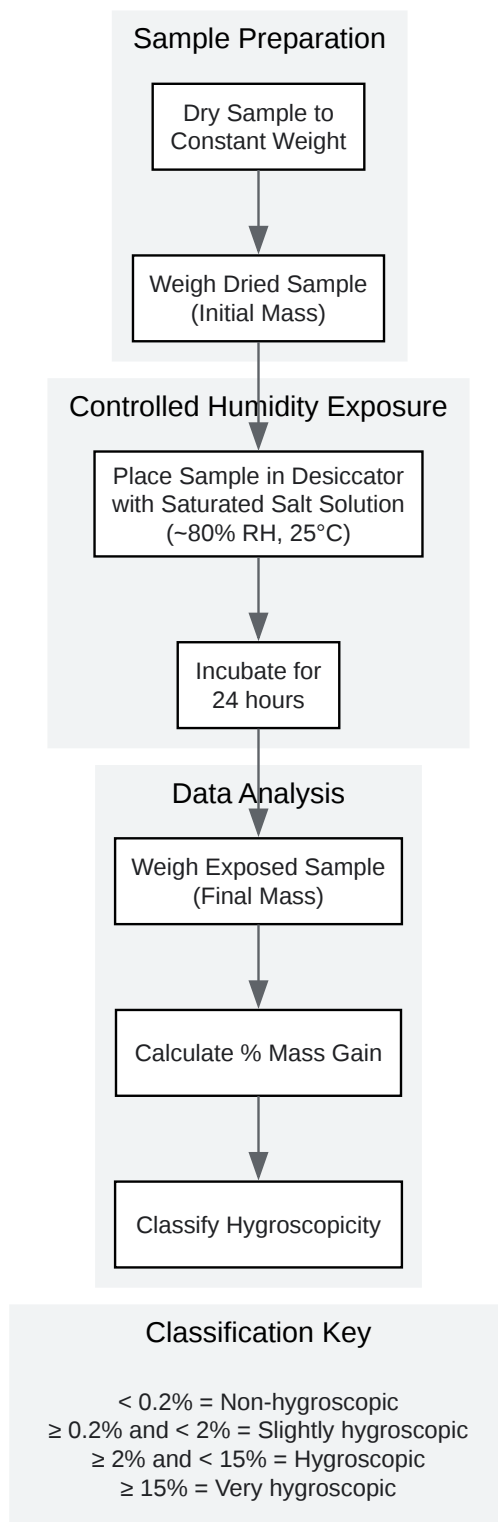 Sample Preparation
Dry Sample to
Constant Weight
Weigh Dried Sample
(Initial Mass)
Controlled Humidity Exposure
Place Sample in Desiccator
with Saturated Salt Solution
(~80% RH, 25°C)
Incubate for
24 hours
Data Analysis
Weigh Exposed Sample
(Final Mass)
Calculate % Mass Gain
Classify Hygroscopicity
Classification Key
< 0.2% = Non-hygroscopic
≥ 0.2% and < 2% = Slightly hygroscopic
≥ 2% and < 15% = Hygroscopic
≥ 15% = Very hygroscopic